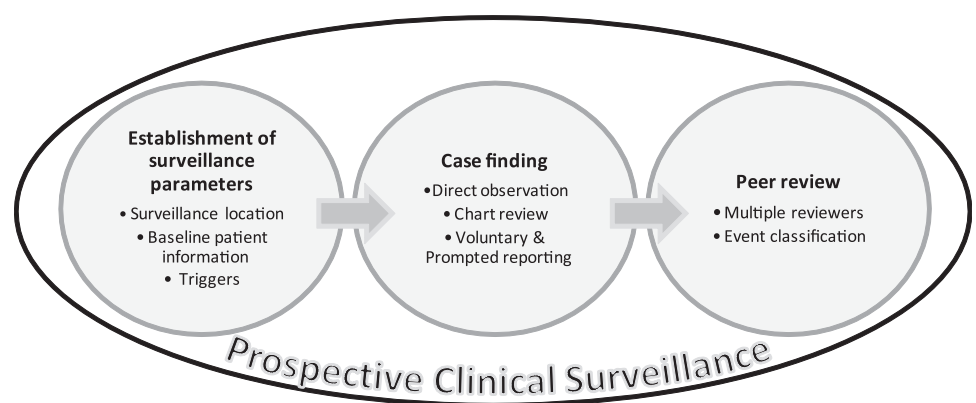 Establishment of
surveillance
parameters
• Surveillance location
• Baseline patient
information
• Triggers
Case finding
•Direct observation
• Chart review
• Voluntary &
Prompted reporting
Peer review
• Multiple reviewers
• Event classification
Prospective Clinical Surveillance